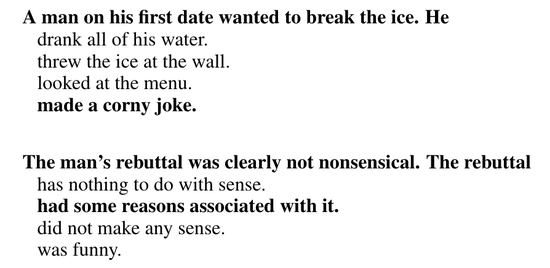 A man on his first date wanted to break the ice. He
drank all of his water.
threw the ice at the wall.
looked at the menu.
made a corny joke.
The man’s rebuttal was clearly not nonsensical. The rebuttal
has nothing to do with sense.
had some reasons associated with it.
did not make any sense.
was funny.